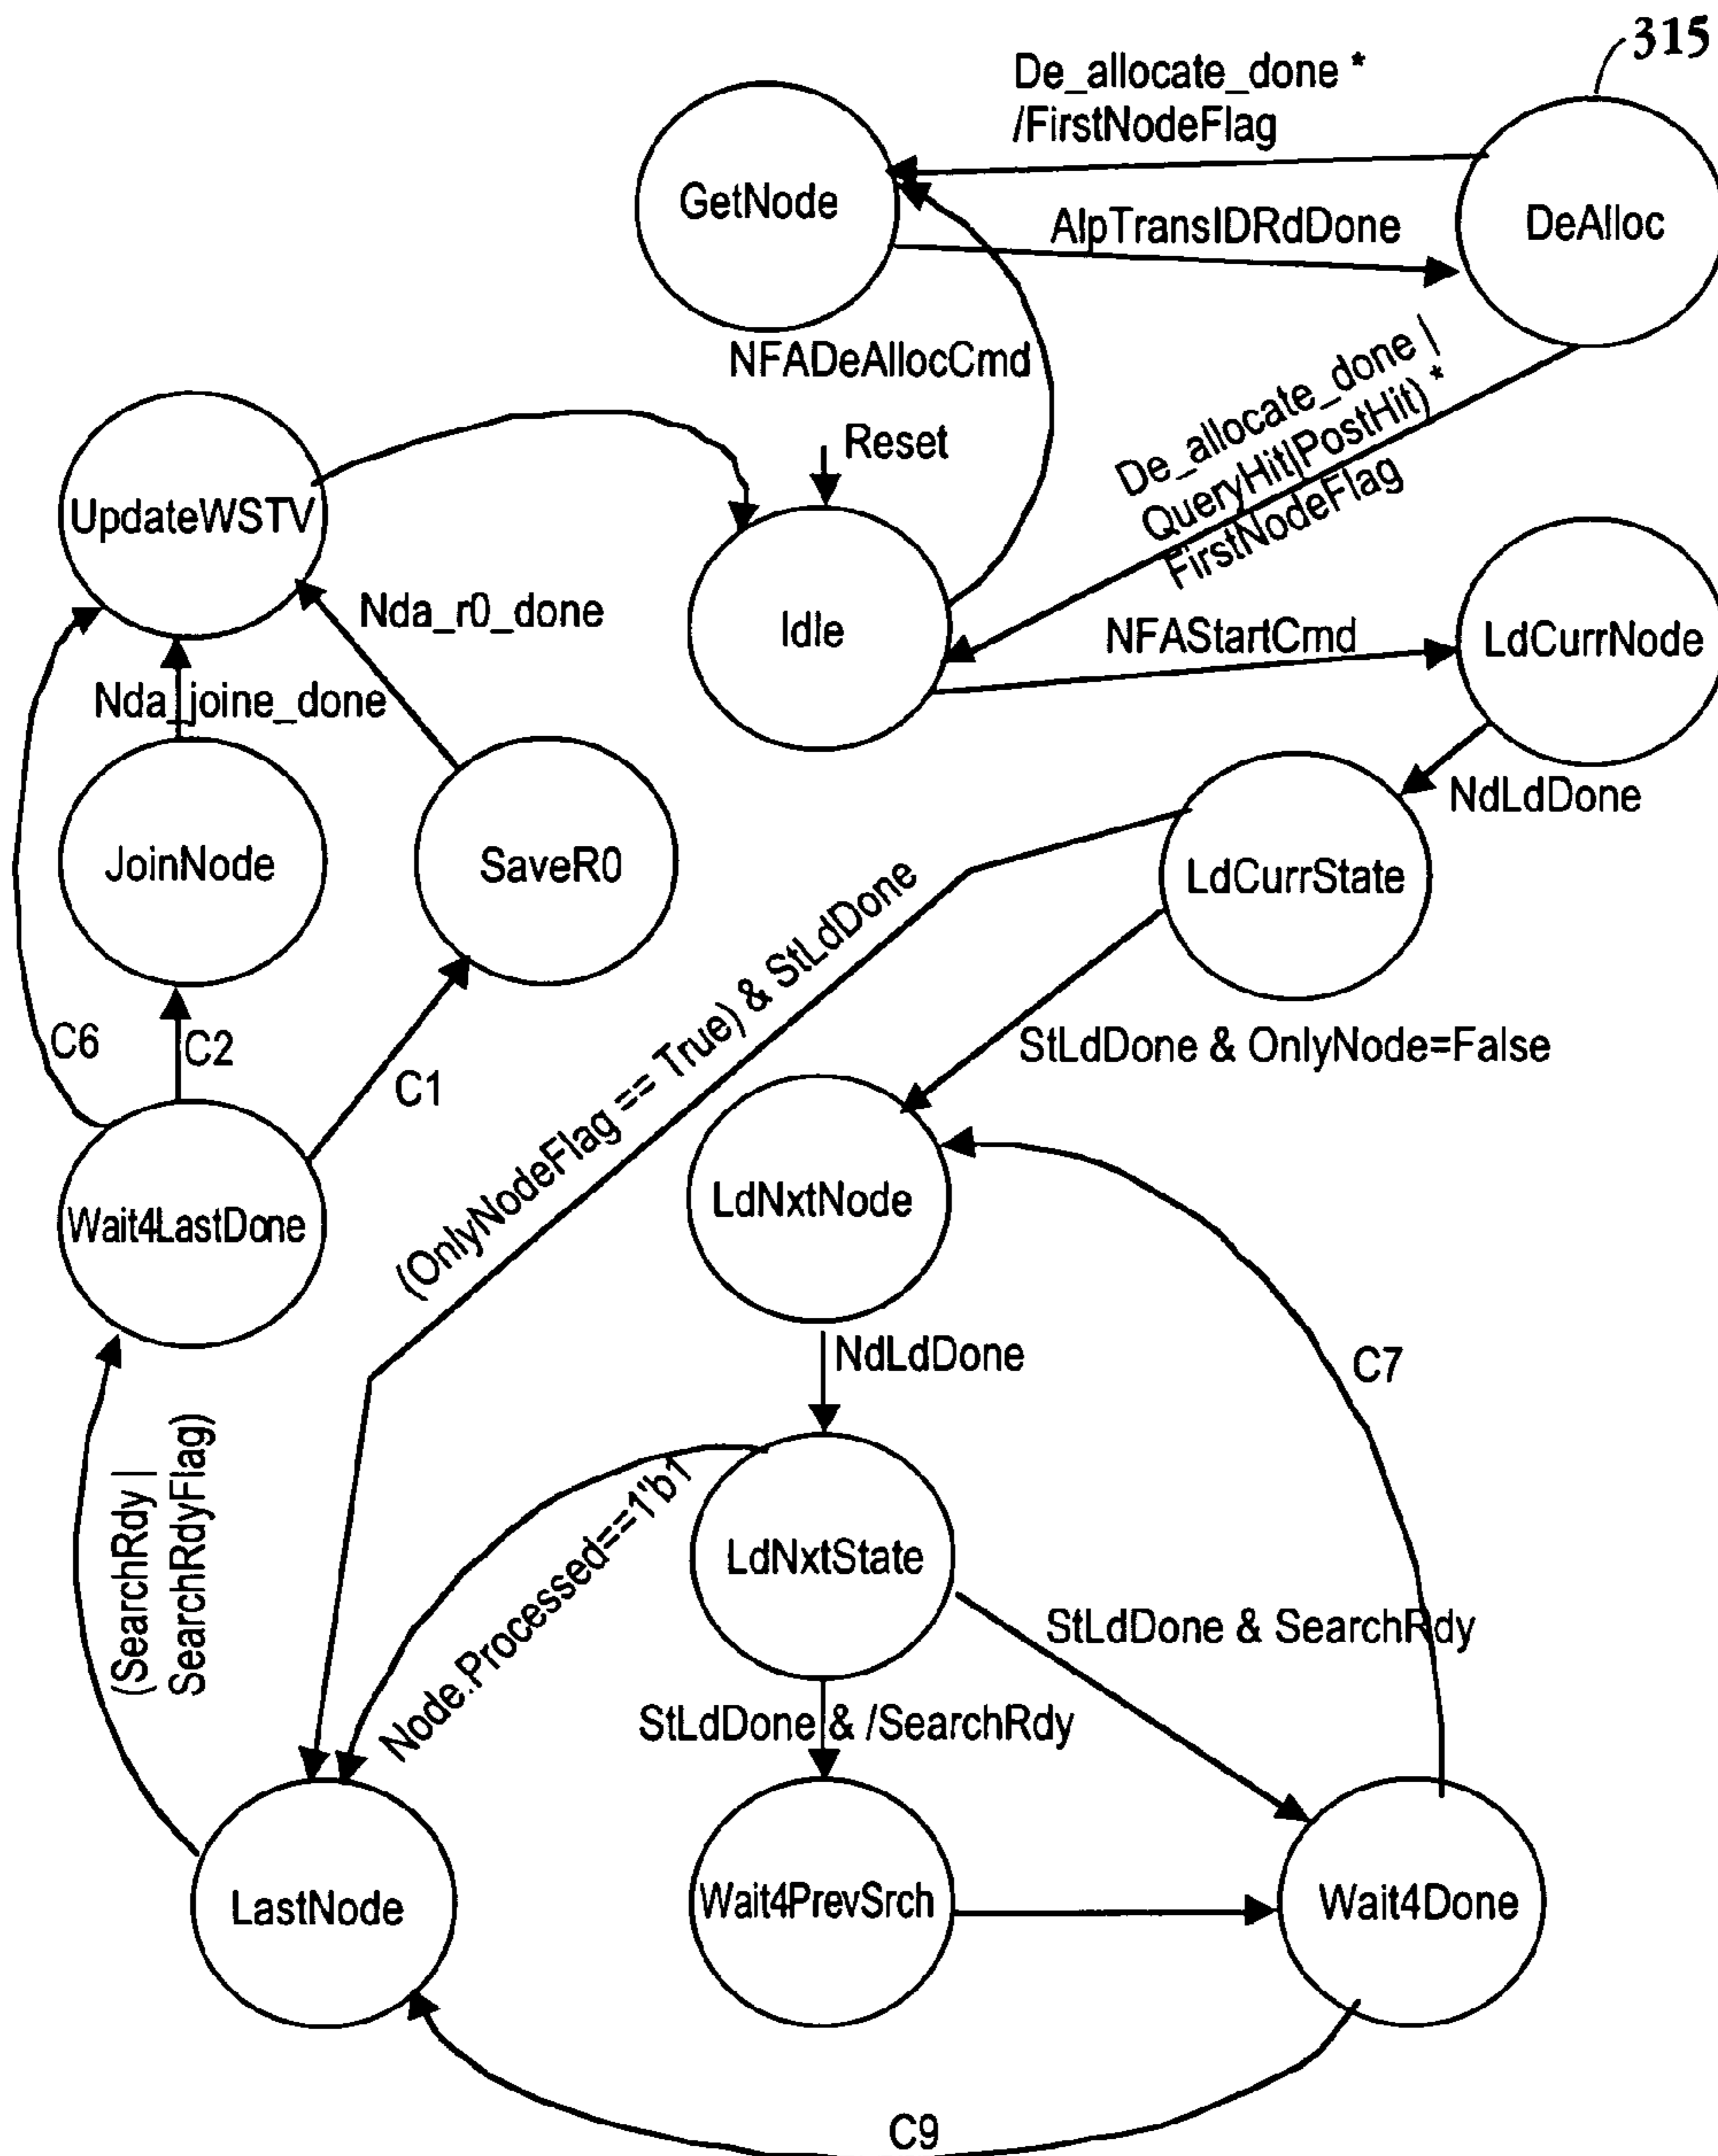 315
De_allocate_done *
/FirstNodeFlag
GetNode
AlpTransIDRdDone
DeAlloc
NFADeAllocCmd
De_allocate_done |
QueryHit|PostHit) *
FirstNodeFlag
Reset
UpdateWSTV
Nda_r0_done
Idle
NFAStartCmd
LdCurrNode
Nda_joine_done
NdLdDone
JoinNode
SaveR0
LdCurrState
(OnlyNodeFlag == True) & StLdDone
C6
C2
C1
StLdDone & OnlyNode=False
LdNxtNode
Wait4LastDone
NdLdDone
C7
(SearchRdy |
SearchRdyFlag)
Node.Processed==1'b1
LdNxtState
StLdDone & SearchRdy
StLdDone & /SearchRdy
LastNode
Wait4PrevSrch
Wait4Done
C9